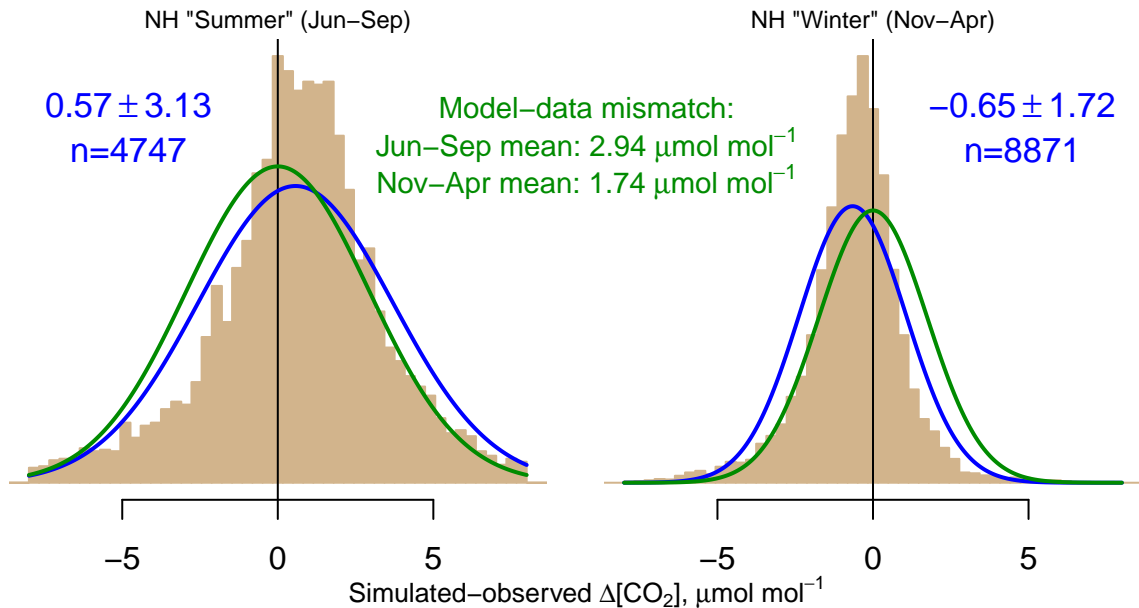 NH "Summer" (Jun−Sep)
0.57 ± 3.13
n=4747
Model−data mismatch:
Jun−Sep mean: 2.94 μmol mol⁻¹
Nov−Apr mean: 1.74 μmol mol⁻¹
NH "Winter" (Nov−Apr)
−0.65 ± 1.72
n=8871
−5 0 5
−5 0 5
Simulated−observed Δ[CO₂], μmol mol⁻¹